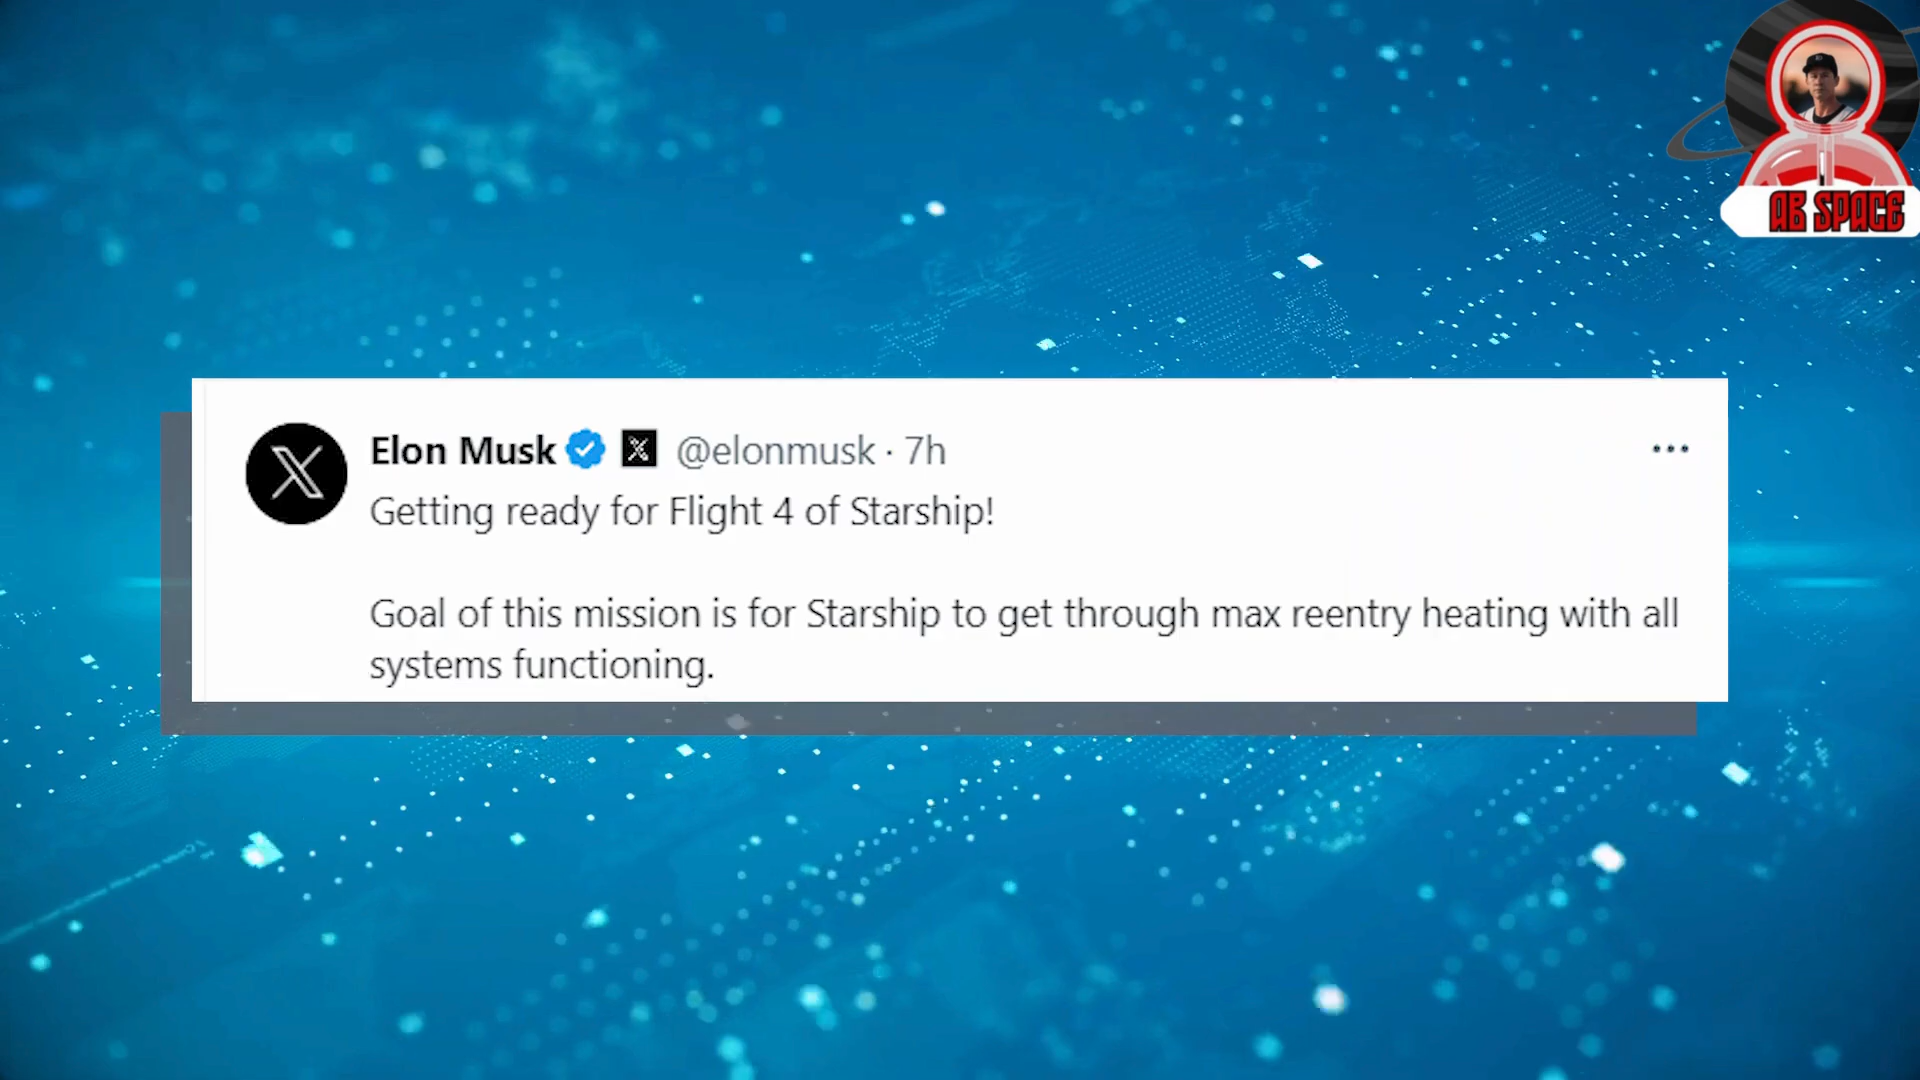 AB SPACE
Elon Musk @elonmusk · 7h
Getting ready for Flight 4 of Starship!
Goal of this mission is for Starship to get through max reentry heating with all
systems functioning.